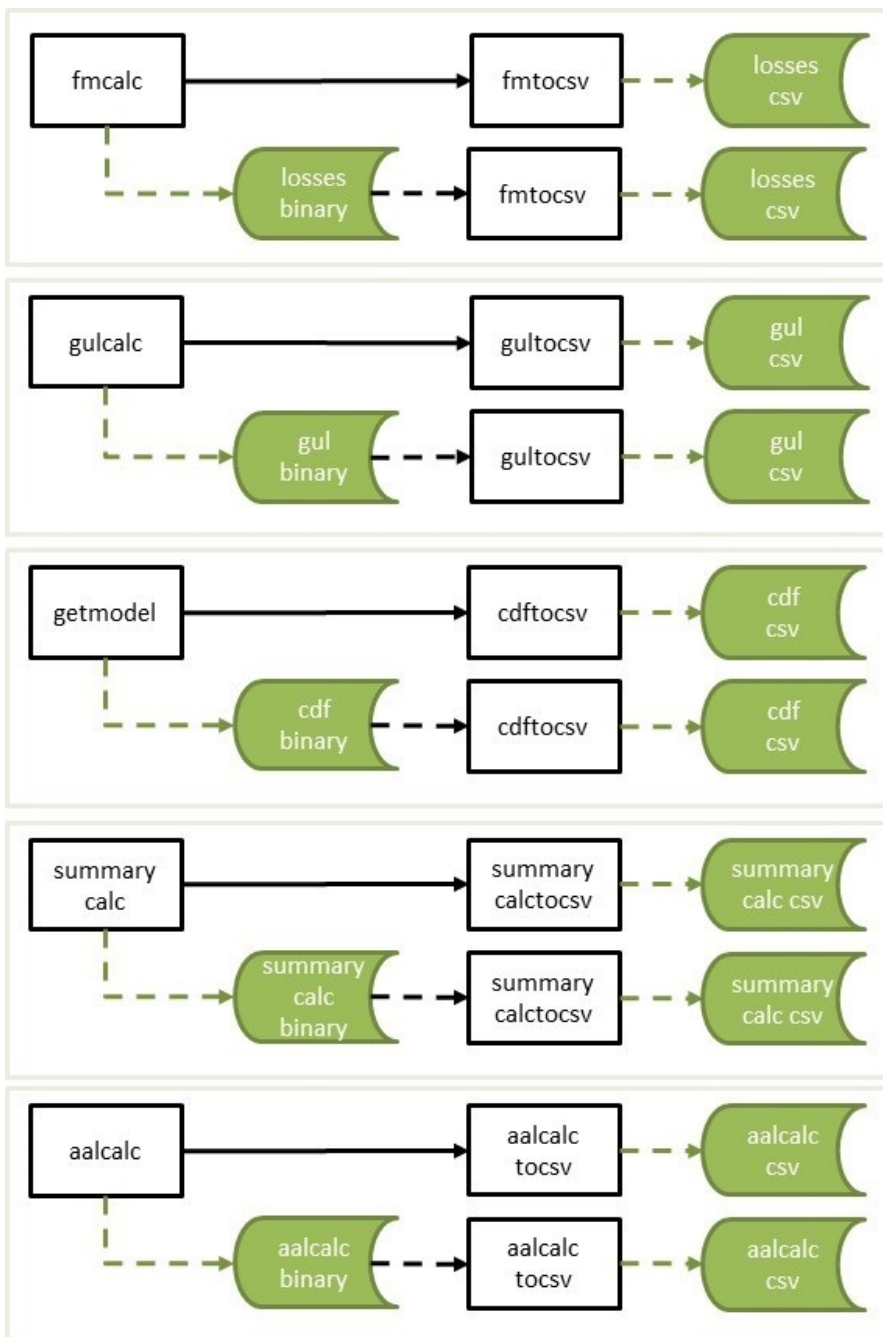 fmcalc
fmtocsv
losses
csv
losses
binary
fmtocsv
losses
csv
gulcalc
gultocsv
gul
csv
gul
binary
gultocsv
gul
csv
getmodel
cdftocsv
cdf
csv
cdf
binary
cdftocsv
cdf
csv
summary
calc
summary
calctocsv
summary
calc csv
summary
calc
binary
summary
calctocsv
summary
calc csv
aalcalc
aalcalc
tocsv
aalcalc
csv
aalcalc
binary
aalcalc
tocsv
aalcalc
csv